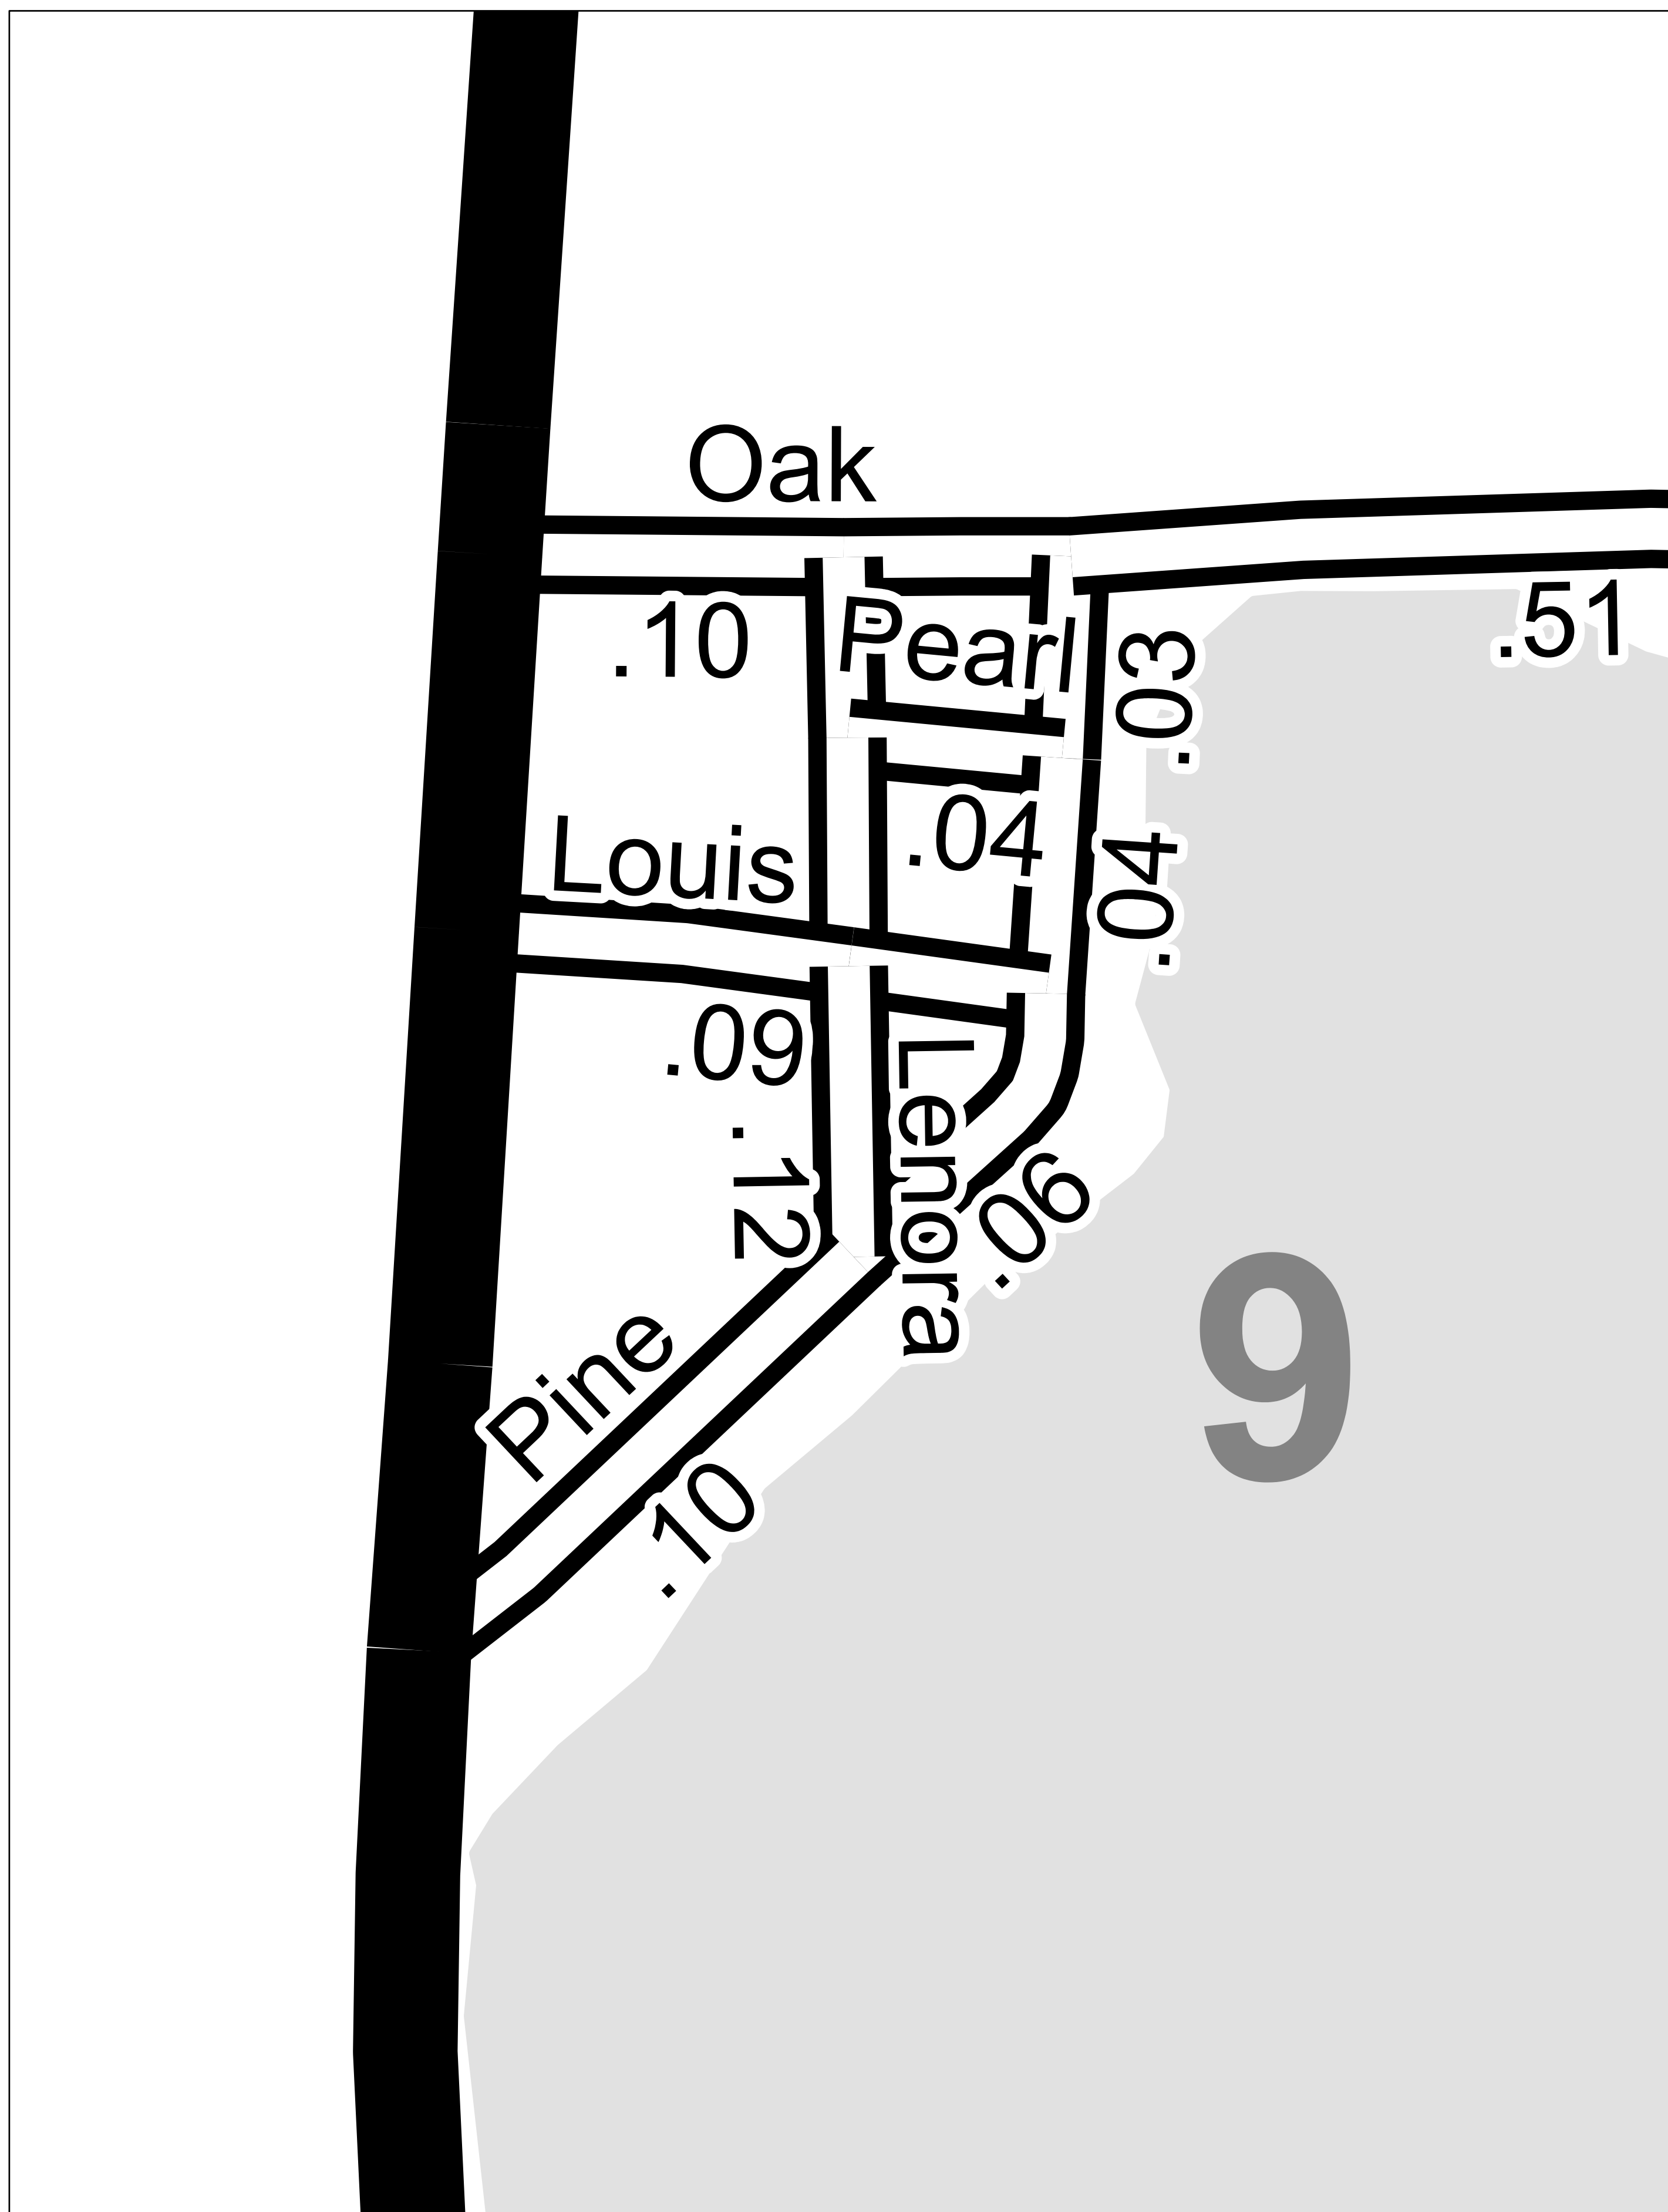 Oak
.10
Pearl
.03
.51
Louis
.04
.04
.09
Lenora
.12
.06
Pine
.10
9